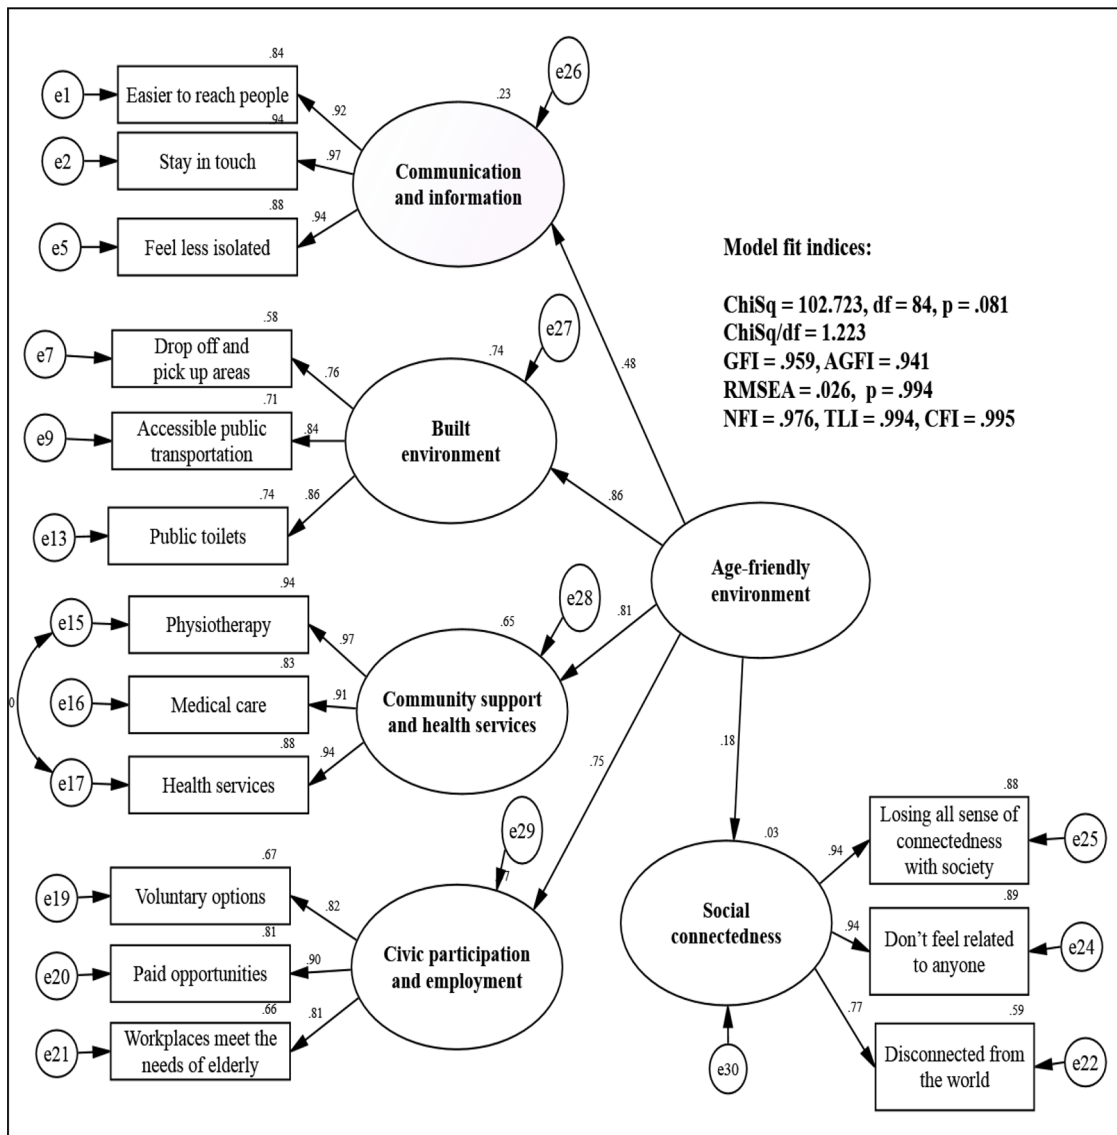 .84
e1
Easier to reach people
.92
.94
e2
Stay in touch
.97
.88
e5
Feel less isolated
.94
.23
e26
Communication
and information
.58
e7
Drop off and
pick up areas
.76
.71
e9
Accessible public
transportation
.84
.74
e13
Public toilets
.86
.74
e27
Built
environment
.48
.86
Model fit indices:
ChiSq = 102.723, df = 84, p = .081
ChiSq/df = 1.223
GFI = .959, AGFI = .941
RMSEA = .026, p = .994
NFI = .976, TLI = .994, CFI = .995
Age-friendly
environment
.94
e15
Physiotherapy
.97
.83
e16
Medical care
.91
.88
e17
Health services
.94
0
.65
e28
Community support
and health services
.81
.75
.18
.67
e19
Voluntary options
.82
.81
e20
Paid opportunities
.90
.66
e21
Workplaces meet the
needs of elderly
.81
e29
Civic participation
and employment
.03
Social
connectedness
e30
.88
Losing all sense of
connectedness
with society
.94
e25
.89
Don't feel related
to anyone
.94
e24
.59
Disconnected from
the world
.77
e22